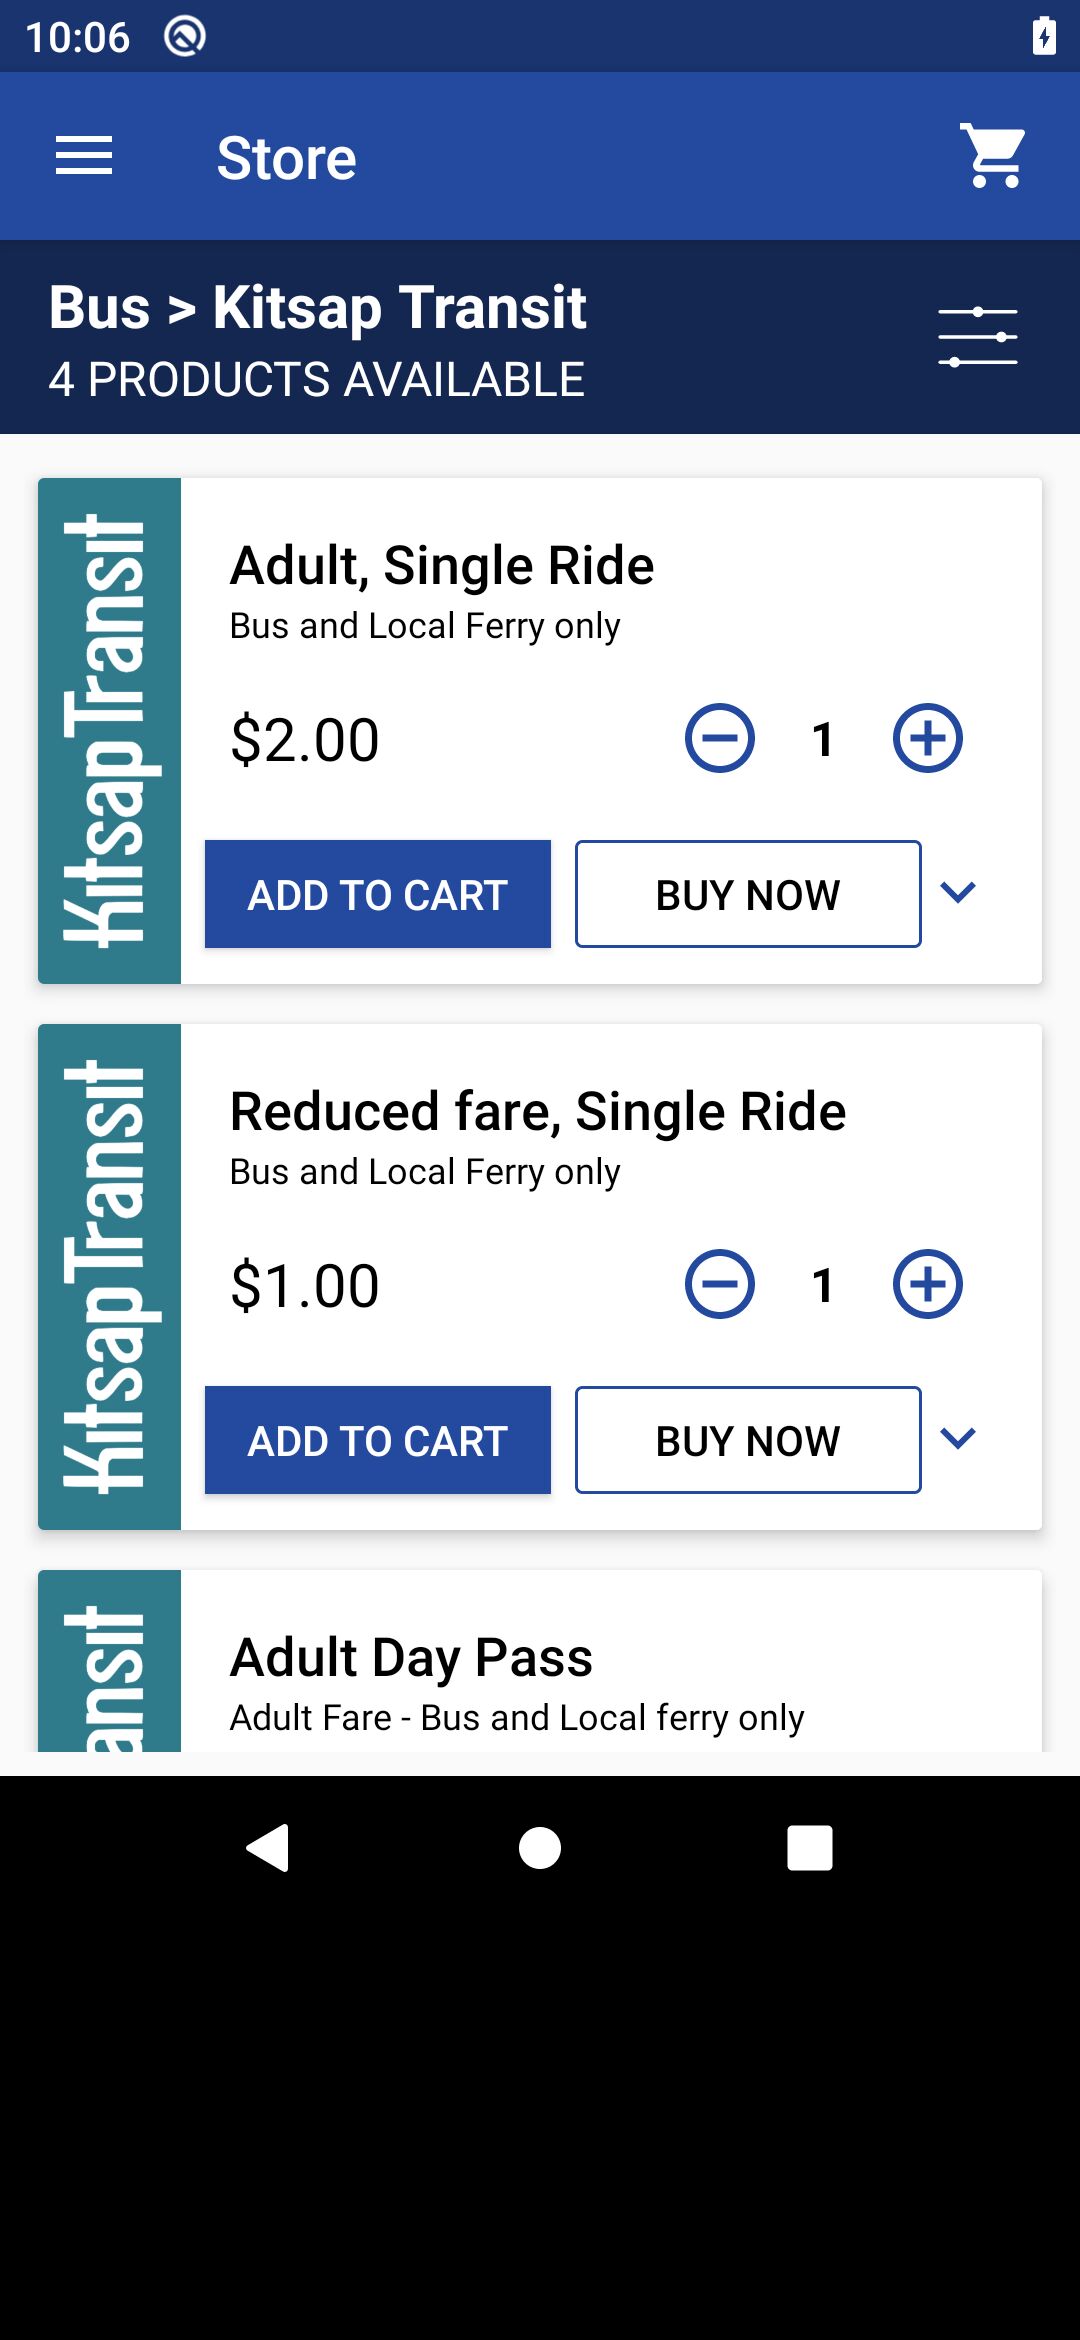 10:06
Store
Bus > Kitsap Transit
4 PRODUCTS AVAILABLE
Kitsap Transit
Adult, Single Ride
Bus and Local Ferry only
$2.00
1
ADD TO CART
BUY NOW
Kitsap Transit
Reduced fare, Single Ride
Bus and Local Ferry only
$1.00
1
ADD TO CART
BUY NOW
ansit
Adult Day Pass
Adult Fare - Bus and Local ferry only